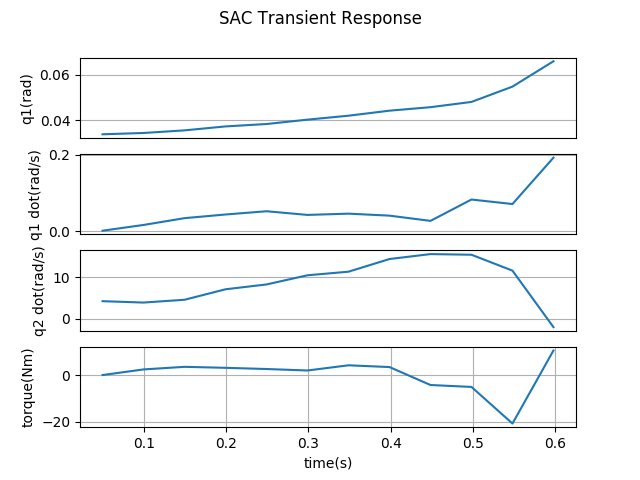 SAC Transient Response
q1(rad)
0.06
0.04
q1 dot(rad/s)
0.2
0.0
q2 dot(rad/s)
10
0
torque(Nm)
0
−20
0.1 0.2 0.3 0.4 0.5 0.6
time(s)